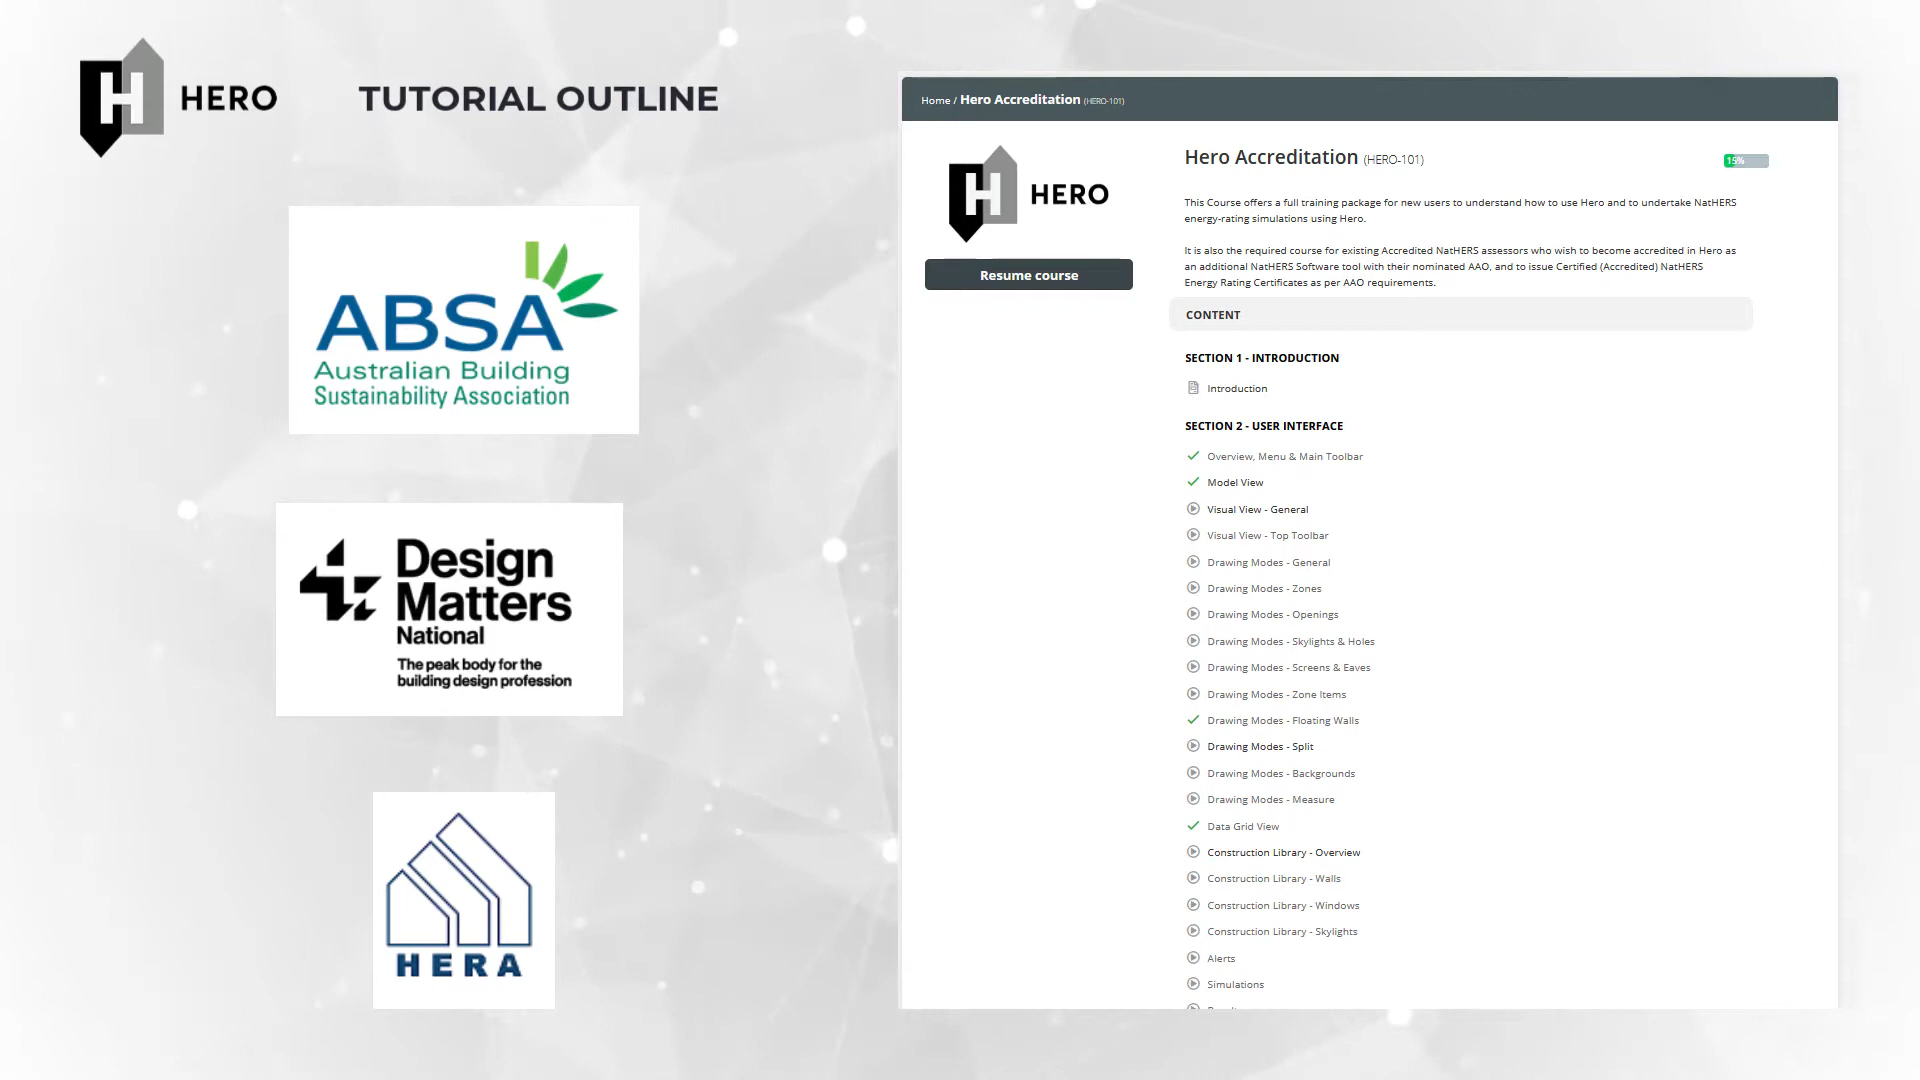 H HERO
TUTORIAL OUTLINE
ABSA
Australian Building
Sustainability Association
Design
Matters
National
The peak body for the
building design profession
HERA
Home / Hero Accreditation (HERO-101)
H HERO
Resume course
Hero Accreditation (HERO-101)
15%
This Course offers a full training package for new users to understand how to use Hero and to undertake NatHERS
energy-rating simulations using Hero.
It is also the required course for existing Accredited NatHERS assessors who wish to become accredited in Hero as
an additional NatHERS Software tool with their nominated AAO, and to issue Certified (Accredited) NatHERS
Energy Rating Certificates as per AAO requirements.
CONTENT
SECTION 1 - INTRODUCTION
Introduction
SECTION 2 - USER INTERFACE
Overview, Menu & Main Toolbar
Model View
Visual View - General
Visual View - Top Toolbar
Drawing Modes - General
Drawing Modes - Zones
Drawing Modes - Openings
Drawing Modes - Skylights & Holes
Drawing Modes - Screens & Eaves
Drawing Modes - Zone Items
Drawing Modes - Floating Walls
Drawing Modes - Split
Drawing Modes - Backgrounds
Drawing Modes - Measure
Data Grid View
Construction Library - Overview
Construction Library - Walls
Construction Library - Windows
Construction Library - Skylights
Alerts
Simulations